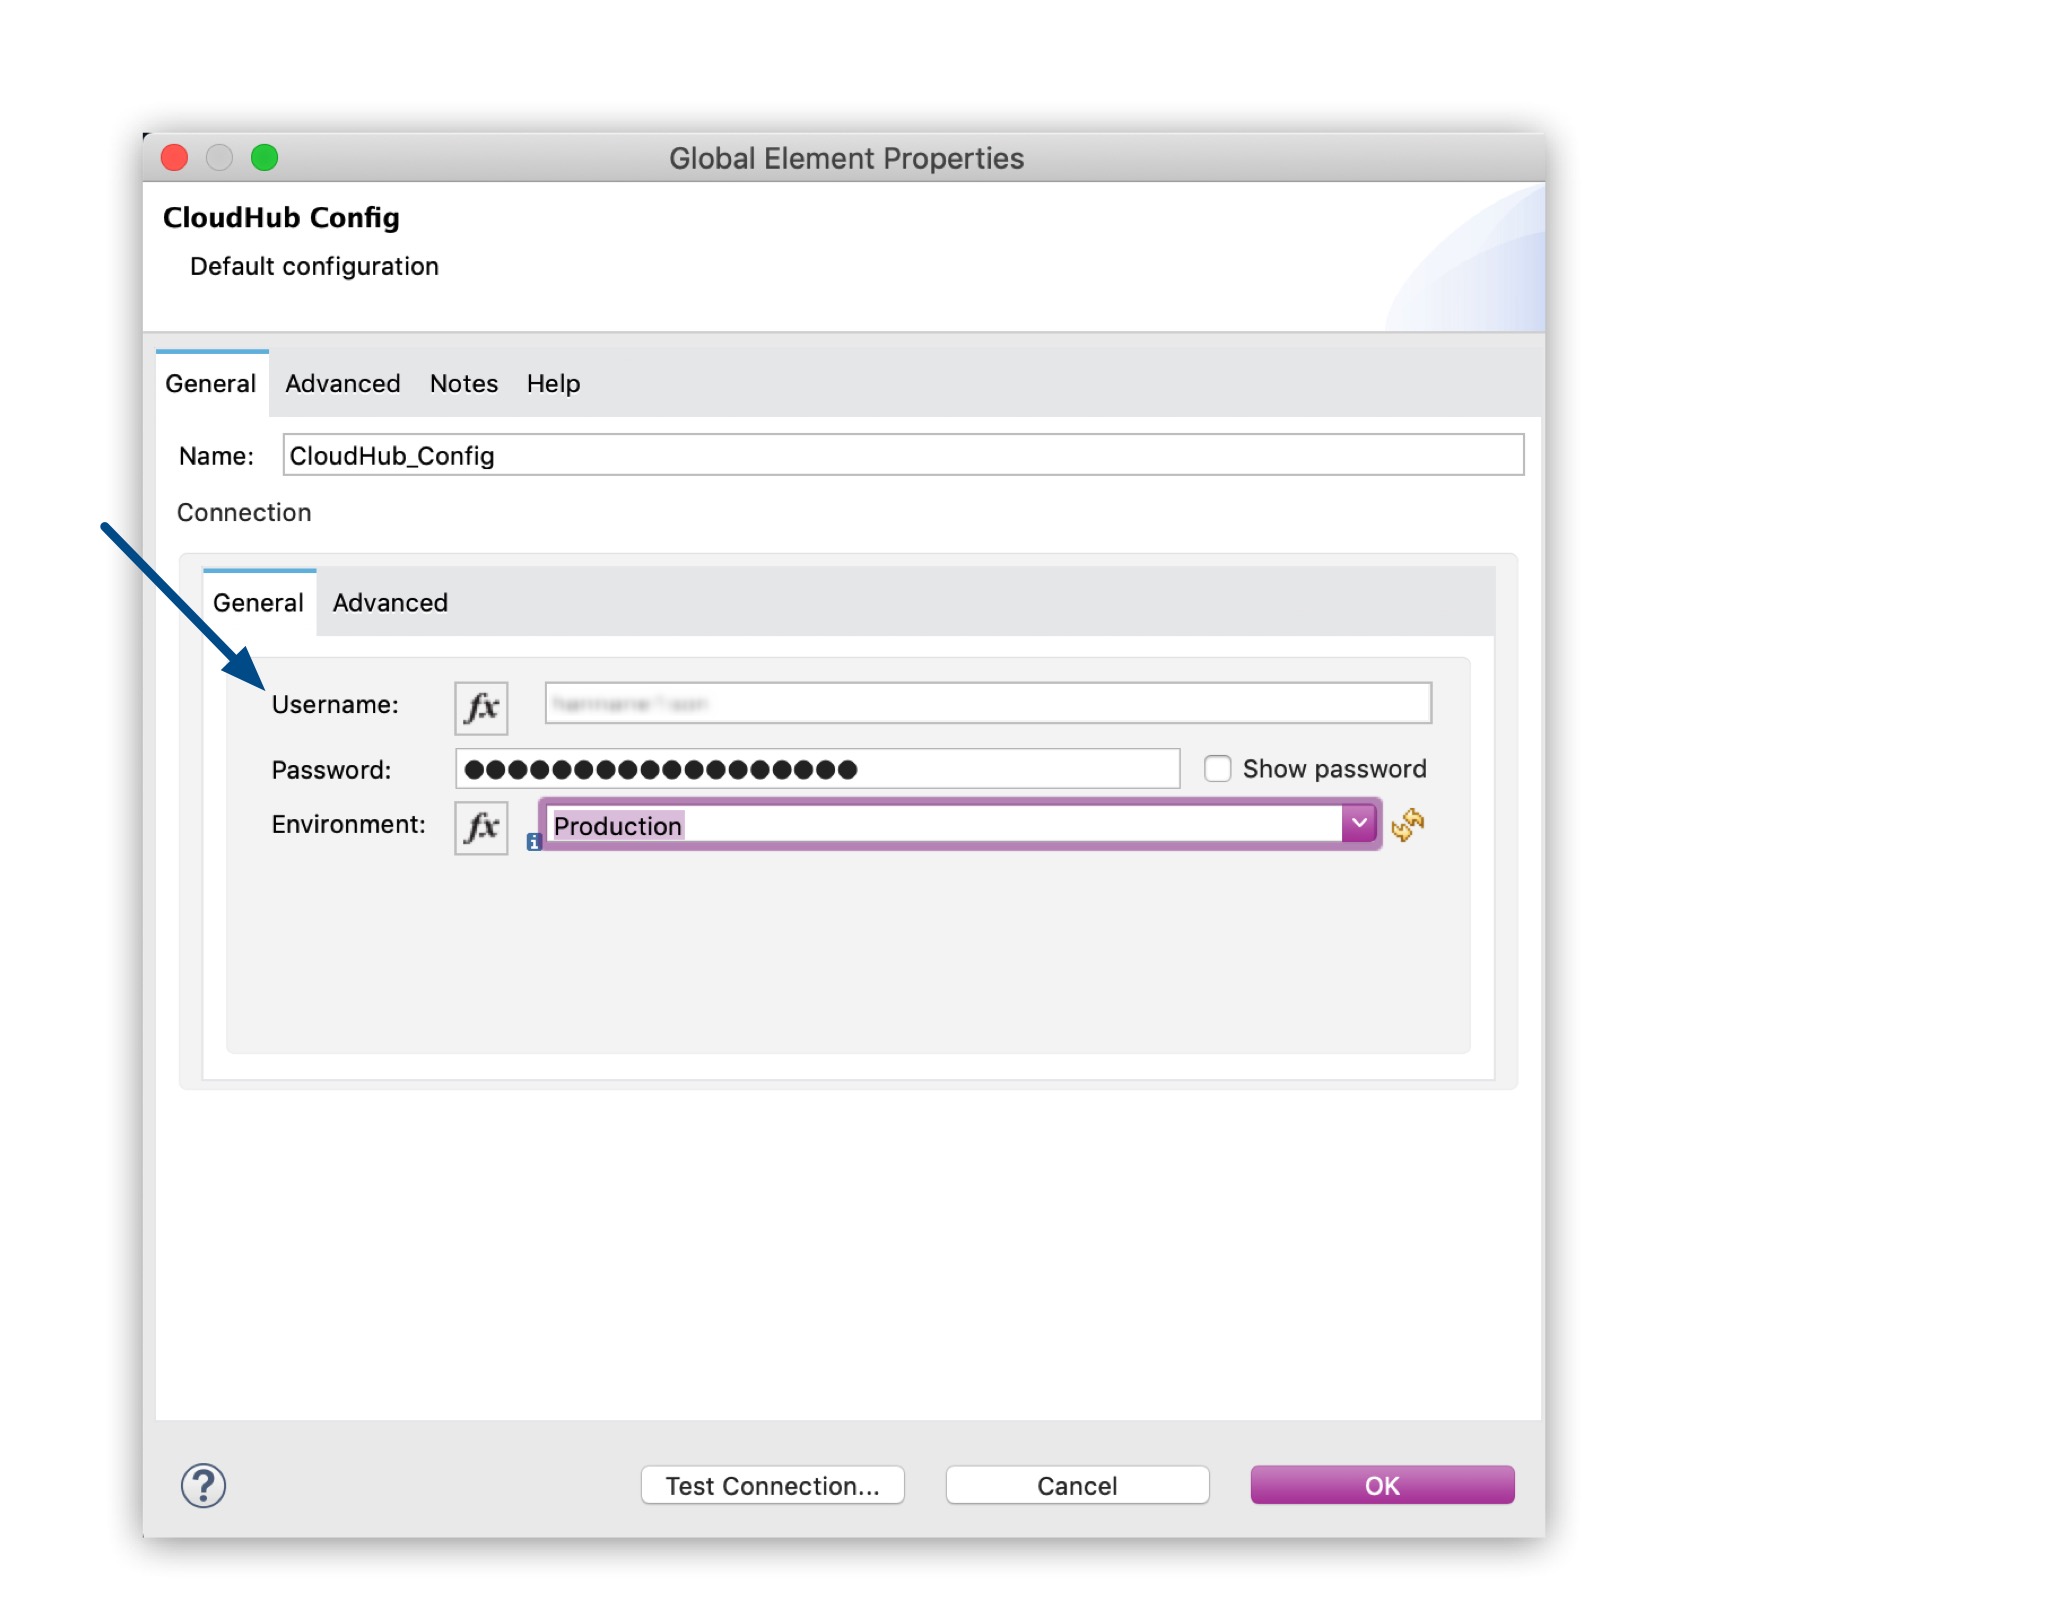 Global Element Properties
CloudHub Config
Default configuration
General Advanced Notes Help
Name: CloudHub_Config
Connection
General Advanced
Username: fx
Password: ●●●●●●●●●●●●●●●●●● Show password
Environment: fx i Production
? Test Connection... Cancel OK